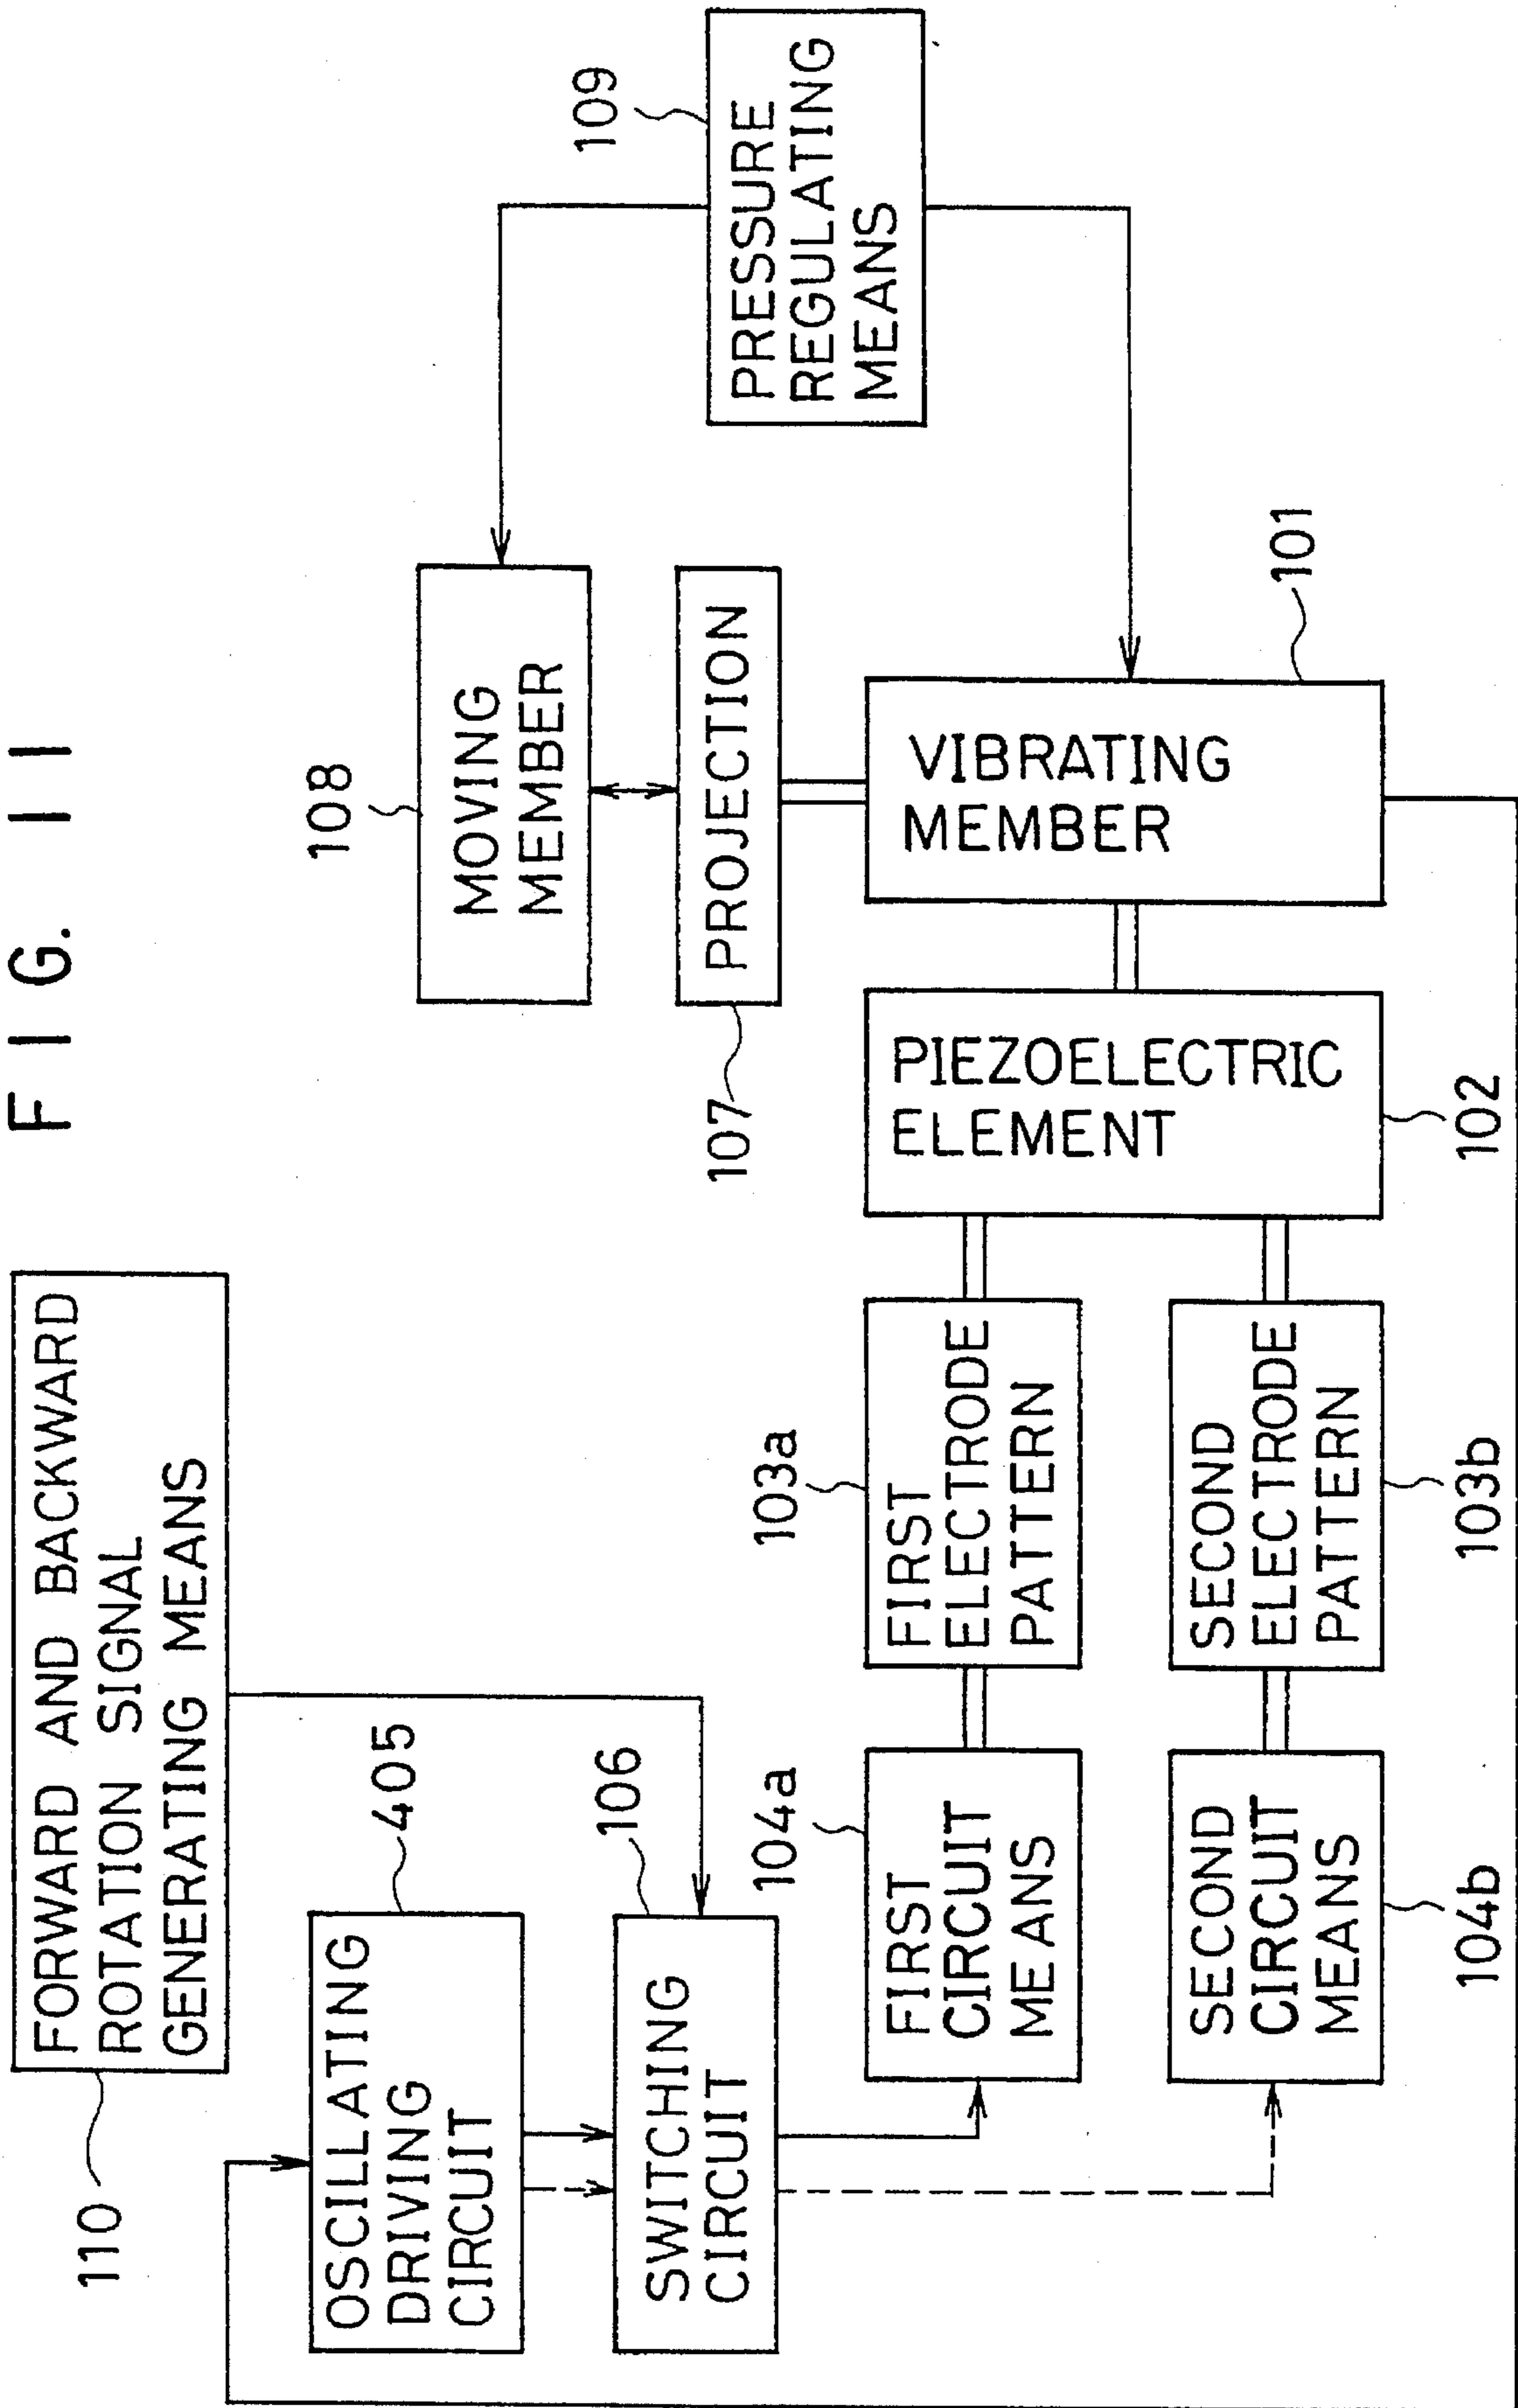 F I G. 11
FORWARD AND BACKWARD
ROTATION SIGNAL
GENERATING MEANS
110
OSCILLATING
DRIVING
CIRCUIT
405
SWITCHING
CIRCUIT
106
108
MOVING
MEMBER
109
PRESSURE
REGULATING
MEANS
PROJECTION
107
104a
FIRST
CIRCUIT
MEANS
103a
FIRST
ELECTRODE
PATTERN
PIEZOELECTRIC
ELEMENT
102
VIBRATING
MEMBER
101
SECOND
CIRCUIT
MEANS
104b
SECOND
ELECTRODE
PATTERN
103b